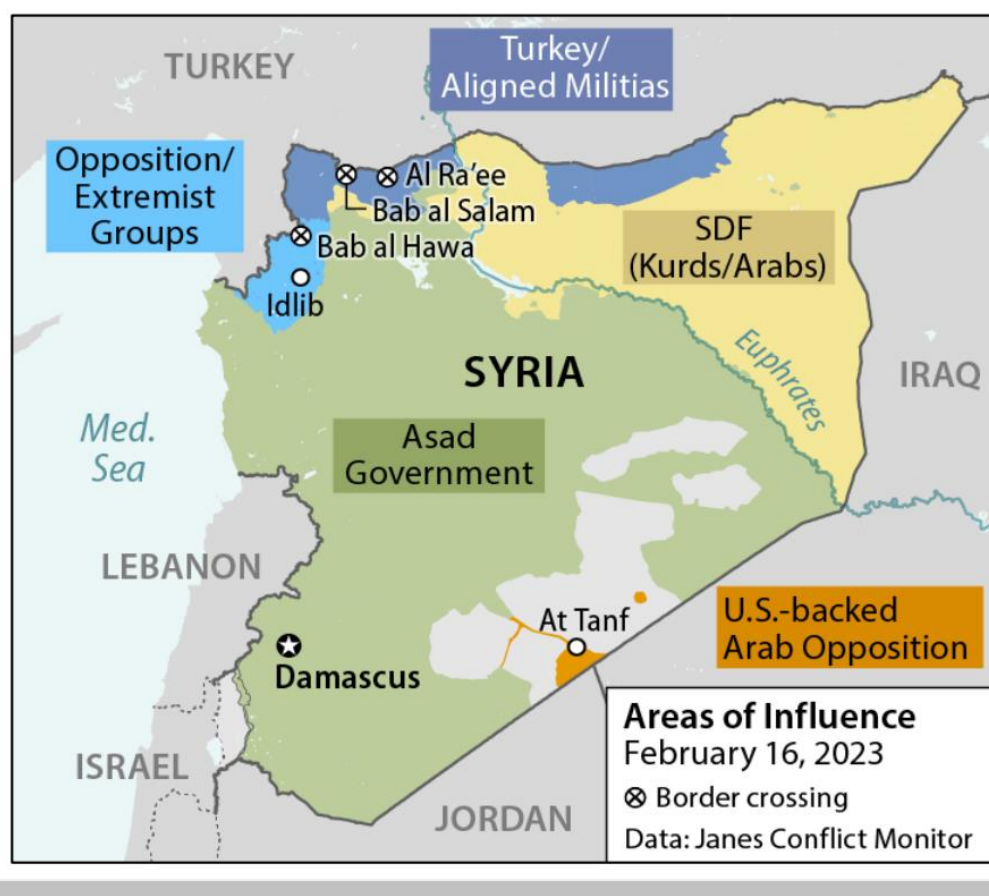 TURKEY
Turkey/
Aligned Militias
Opposition/
Extremist
Groups
Al Ra'ee
Bab al Salam
Bab al Hawa
Idlib
SDF
(Kurds/Arabs)
SYRIA
Euphrates
IRAQ
Med.
Sea
Asad
Government
LEBANON
At Tanf
U.S.-backed
Arab Opposition
Damascus
ISRAEL
JORDAN
Areas of Influence
February 16, 2023
Border crossing
Data: Janes Conflict Monitor